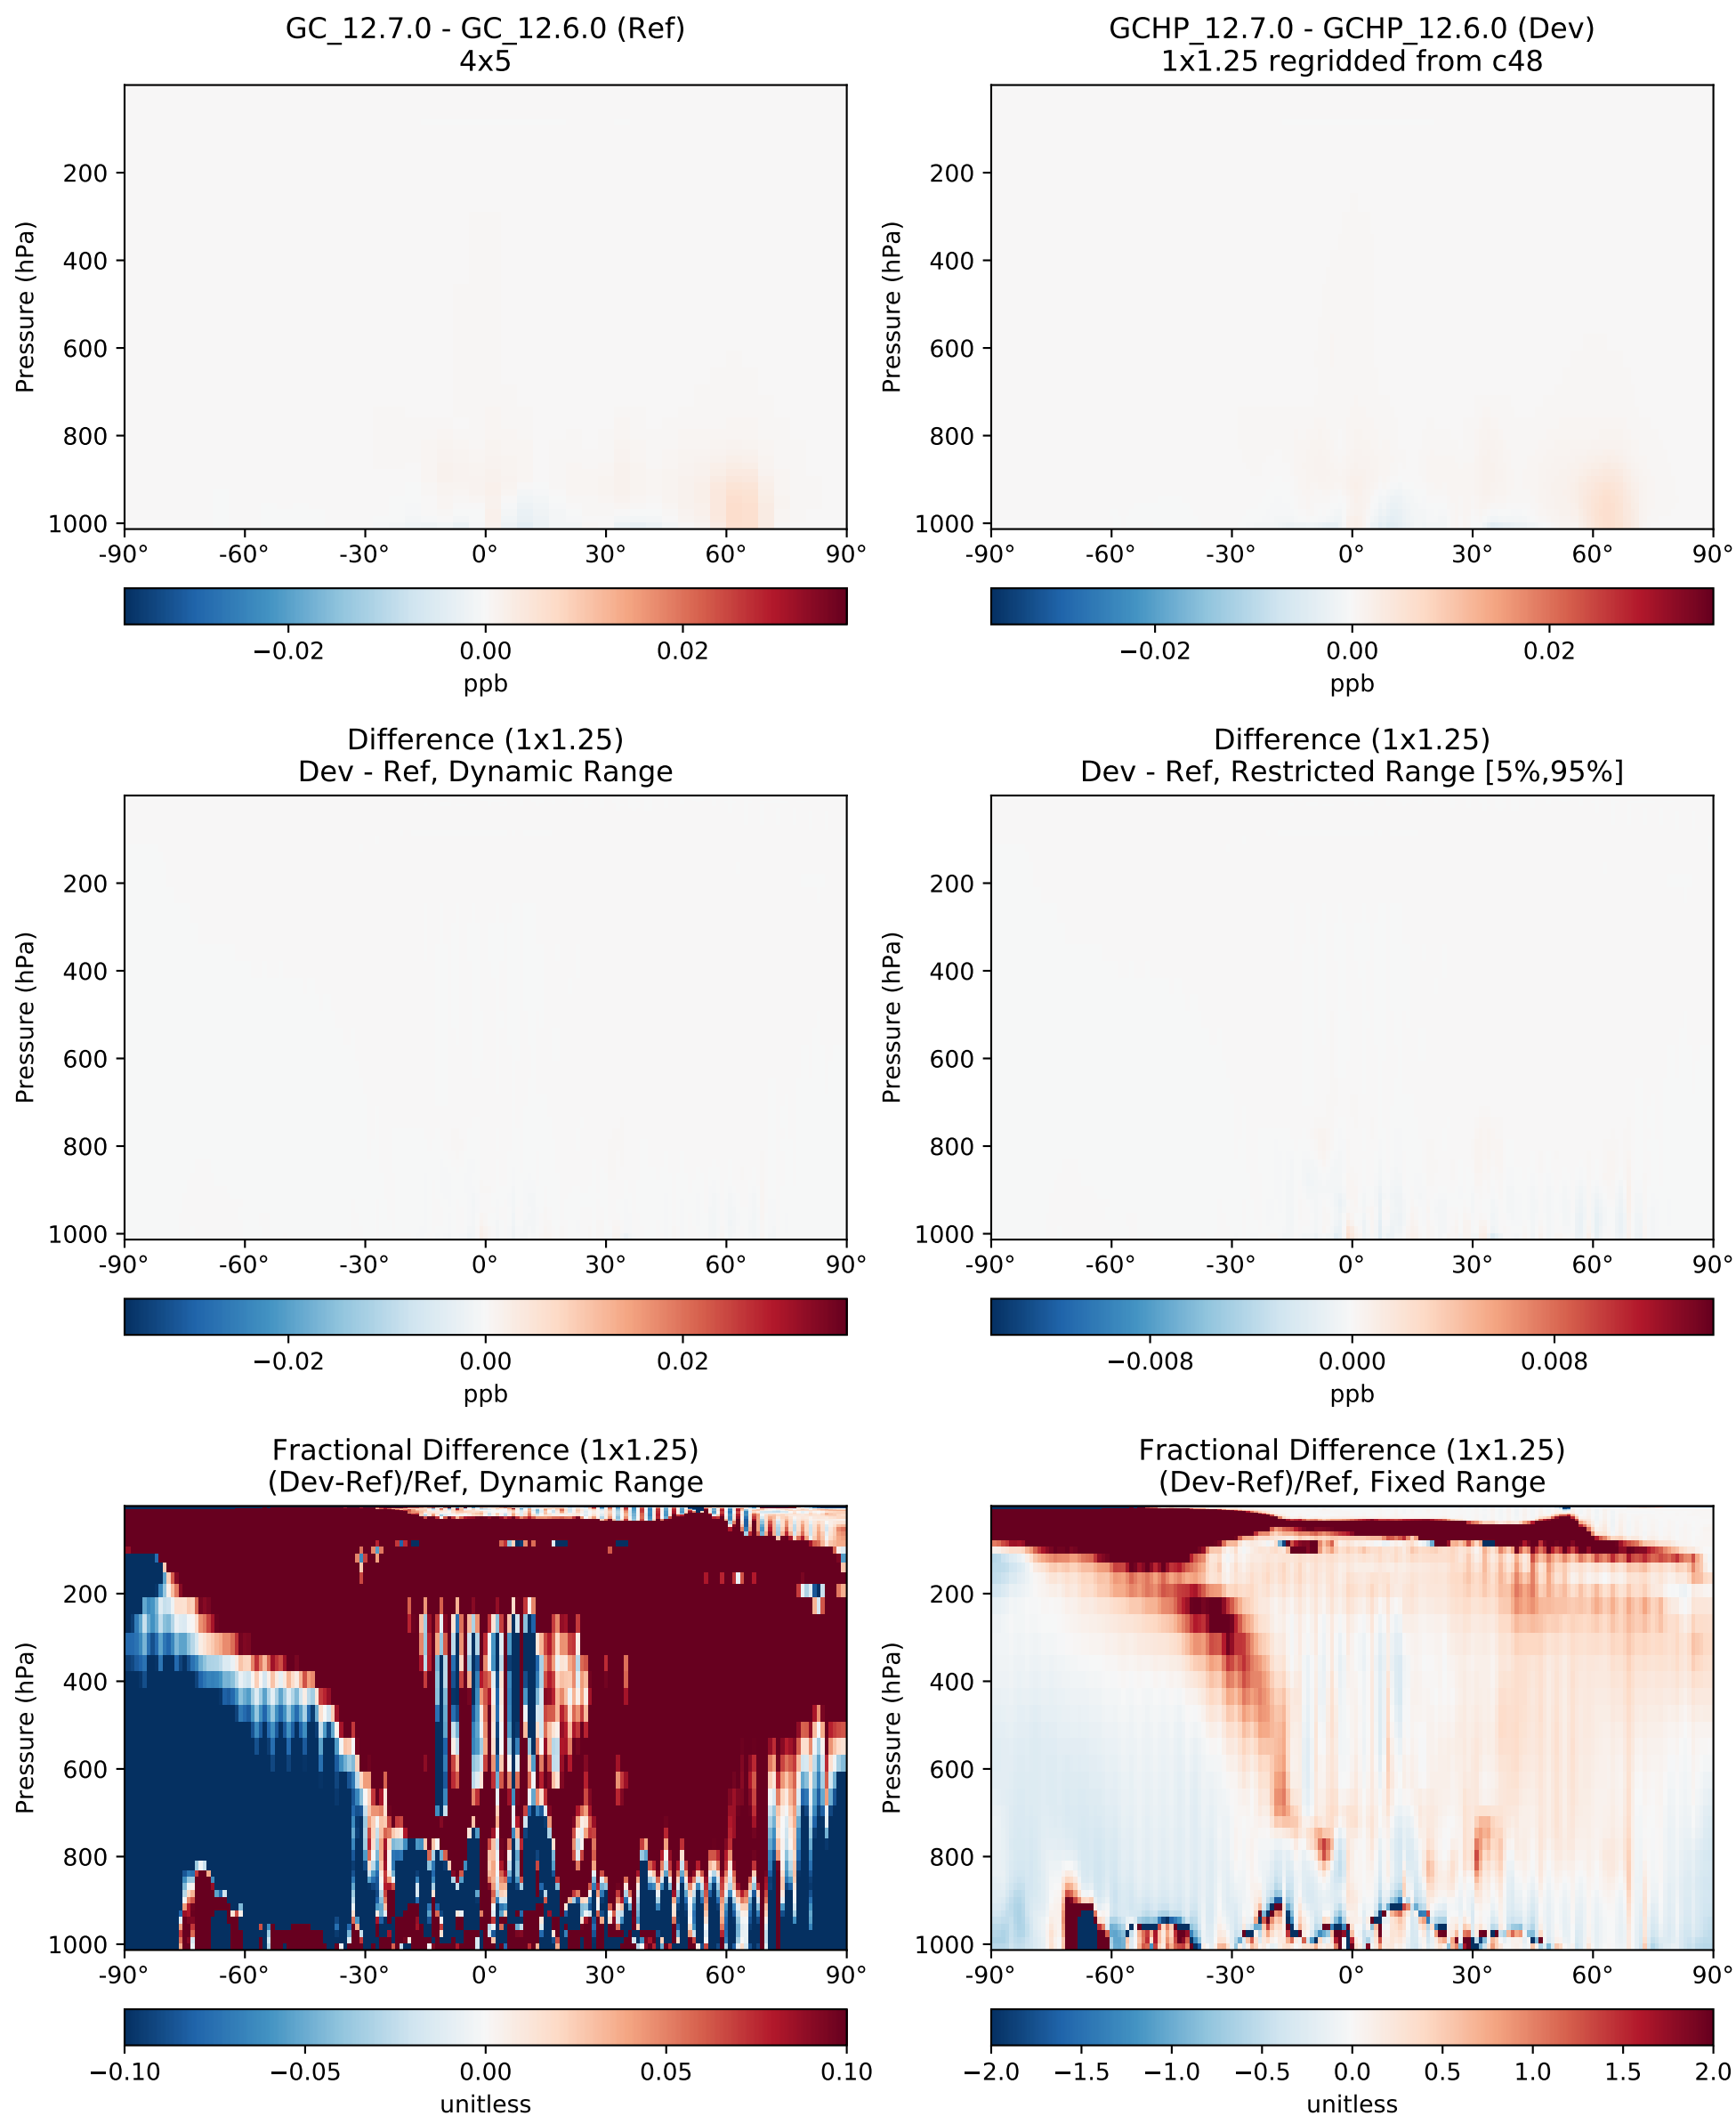 GC_12.7.0 - GC_12.6.0 (Ref)
4x5
Pressure (hPa)
200
400
600
800
1000
-90° -60° -30° 0° 30° 60° 90°
−0.02 0.00 0.02
ppb
GCHP_12.7.0 - GCHP_12.6.0 (Dev)
1x1.25 regridded from c48
Pressure (hPa)
200
400
600
800
1000
-90° -60° -30° 0° 30° 60° 90°
−0.02 0.00 0.02
ppb
Difference (1x1.25)
Dev - Ref, Dynamic Range
Pressure (hPa)
200
400
600
800
1000
-90° -60° -30° 0° 30° 60° 90°
−0.02 0.00 0.02
ppb
Difference (1x1.25)
Dev - Ref, Restricted Range [5%,95%]
Pressure (hPa)
200
400
600
800
1000
-90° -60° -30° 0° 30° 60° 90°
−0.008 0.000 0.008
ppb
Fractional Difference (1x1.25)
(Dev-Ref)/Ref, Dynamic Range
Pressure (hPa)
200
400
600
800
1000
-90° -60° -30° 0° 30° 60° 90°
−0.10 −0.05 0.00 0.05 0.10
unitless
Fractional Difference (1x1.25)
(Dev-Ref)/Ref, Fixed Range
Pressure (hPa)
200
400
600
800
1000
-90° -60° -30° 0° 30° 60° 90°
−2.0 −1.5 −1.0 −0.5 0.0 0.5 1.0 1.5 2.0
unitless